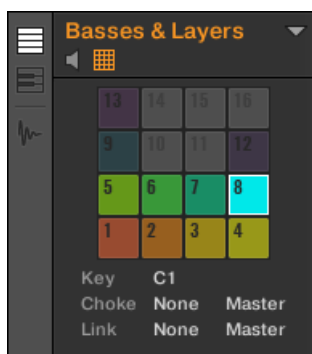 Basses & Layers
13 14 15 16
9 10 11 12
5 6 7 8
1 2 3 4
Key C1
Choke None Master
Link None Master